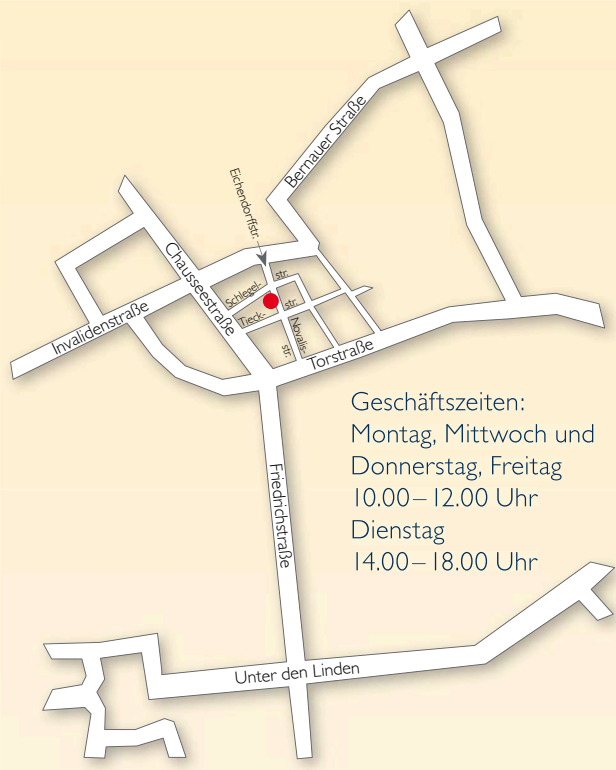 Bernauer Straße
Eichendorffstr.
Chausseestraße
Schlegel-
str.
Invalidenstraße
Tieck-
str.
Novalis-
str.
Torstraße
Geschäftszeiten:
Montag, Mittwoch und
Donnerstag, Freitag
10.00–12.00 Uhr
Dienstag
14.00–18.00 Uhr
Friedrichstraße
Unter den Linden